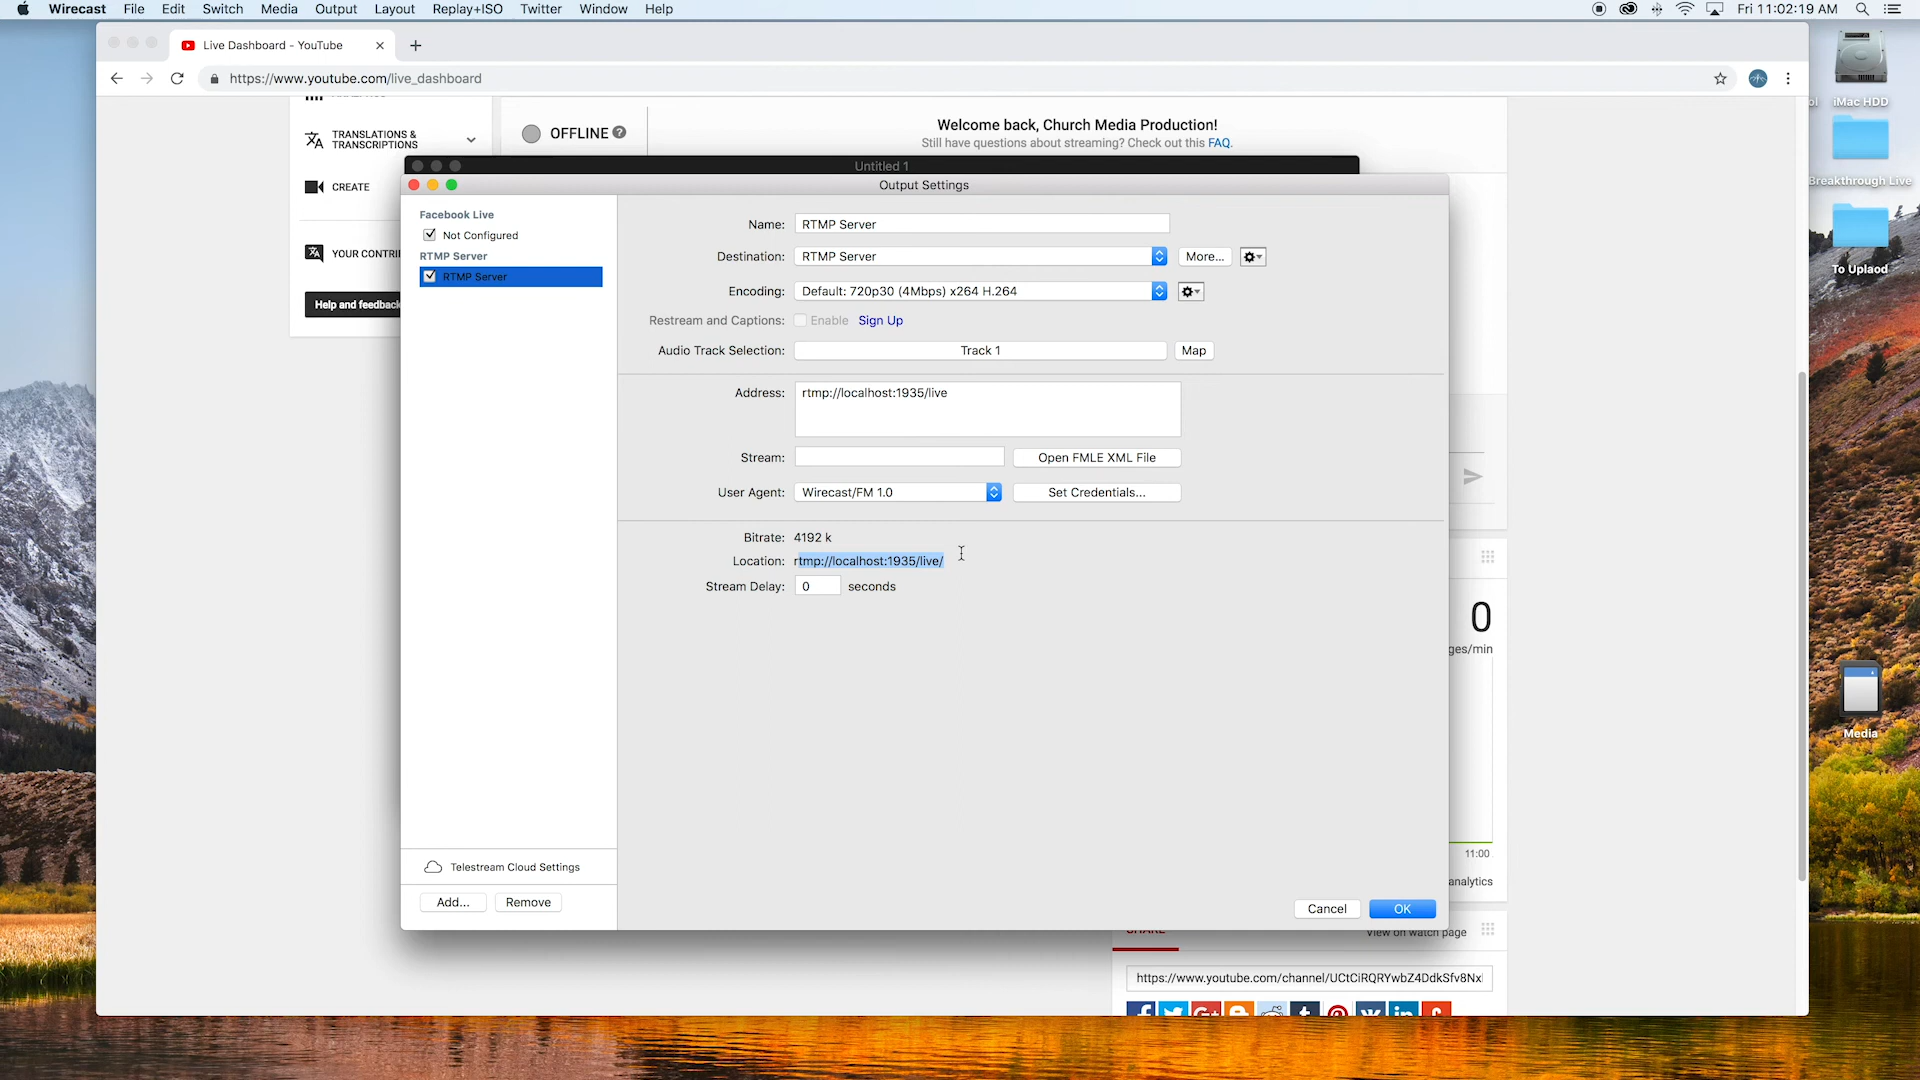 Wirecast File Edit Switch Media Output Layout Replay+ISO Twitter Window Help Fri 11:02:19 AM
Live Dashboard - YouTube
https://www.youtube.com/live_dashboard
iMac HDD
TRANSLATIONS & TRANSCRIPTIONS
OFFLINE
Welcome back, Church Media Production!
Still have questions about streaming? Check out this FAQ.
CREATE
YOUR CONTRI
Help and feedback
Breakthrough Live
To Uplaod
Media
Untitled 1
Output Settings
Facebook Live
Not Configured
RTMP Server
RTMP Server
Name: RTMP Server
Destination: RTMP Server More...
Encoding: Default: 720p30 (4Mbps) x264 H.264
Restream and Captions: Enable Sign Up
Audio Track Selection: Track 1 Map
Address: rtmp://localhost:1935/live
Stream: Open FMLE XML File
User Agent: Wirecast/FM 1.0 Set Credentials...
Bitrate: 4192 k
Location: rtmp://localhost:1935/live/
Stream Delay: 0 seconds
Telestream Cloud Settings
Add... Remove
Cancel OK
0
ges/min
11:00
analytics
SHARE
View on watch page
https://www.youtube.com/channel/UCtCiRQRYwbZ4DdkSfv8Nx